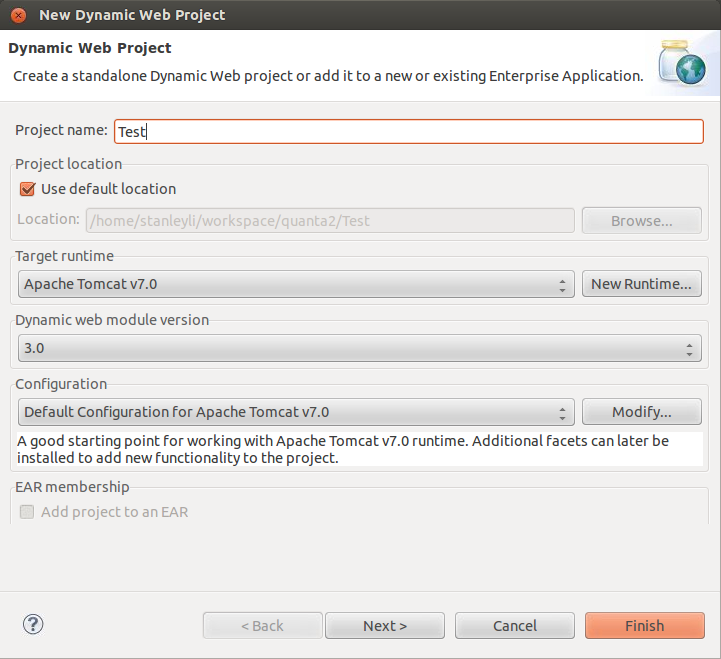 New Dynamic Web Project
Dynamic Web Project
Create a standalone Dynamic Web project or add it to a new or existing Enterprise Application.
Project name: Test
Project location
Use default location
Location: /home/stanleyli/workspace/quanta2/Test Browse...
Target runtime
Apache Tomcat v7.0 New Runtime...
Dynamic web module version
3.0
Configuration
Default Configuration for Apache Tomcat v7.0 Modify...
A good starting point for working with Apache Tomcat v7.0 runtime. Additional facets can later be
installed to add new functionality to the project.
EAR membership
Add project to an EAR
? < Back Next > Cancel Finish